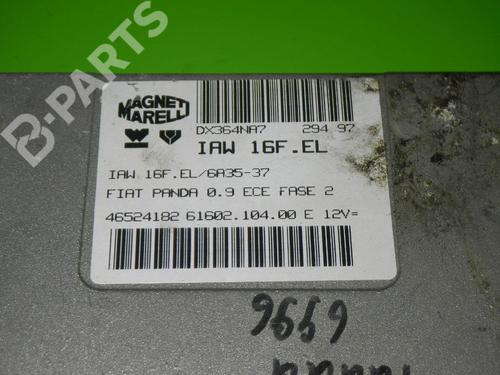 B-PARTS
MAGNETI
MARELLI
DX364NA7 294 97
IAW 16F.EL
IAW 16F.EL/6A35-37
FIAT PANDA 0.9 ECE FASE 2
46524182 61602.104.00 E 12V=
6596